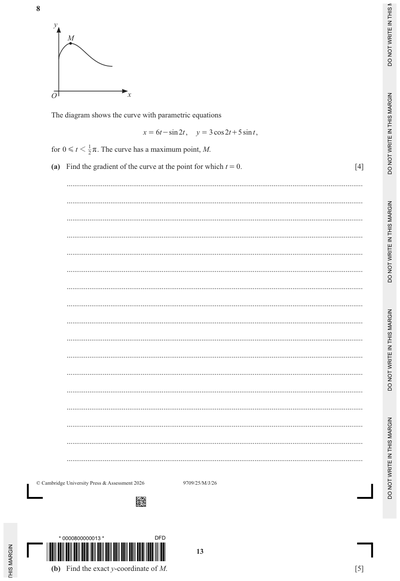 8
y
M
O
x
The diagram shows the curve with parametric equations
x = 6t − sin 2t, y = 3 cos 2t + 5 sin t,
for 0 ⩽ t < ½π. The curve has a maximum point, M.
(a) Find the gradient of the curve at the point for which t = 0. [4]
© Cambridge University Press & Assessment 2026 9709/25/M/J/26
* 0000800000013 * DFD
13
(b) Find the exact y-coordinate of M. [5]
DO NOT WRITE IN THIS M
DO NOT WRITE IN THIS MARGIN
DO NOT WRITE IN THIS MARGIN
DO NOT WRITE IN THIS MARGIN
DO NOT WRITE IN THIS MARGIN
THIS MARGIN